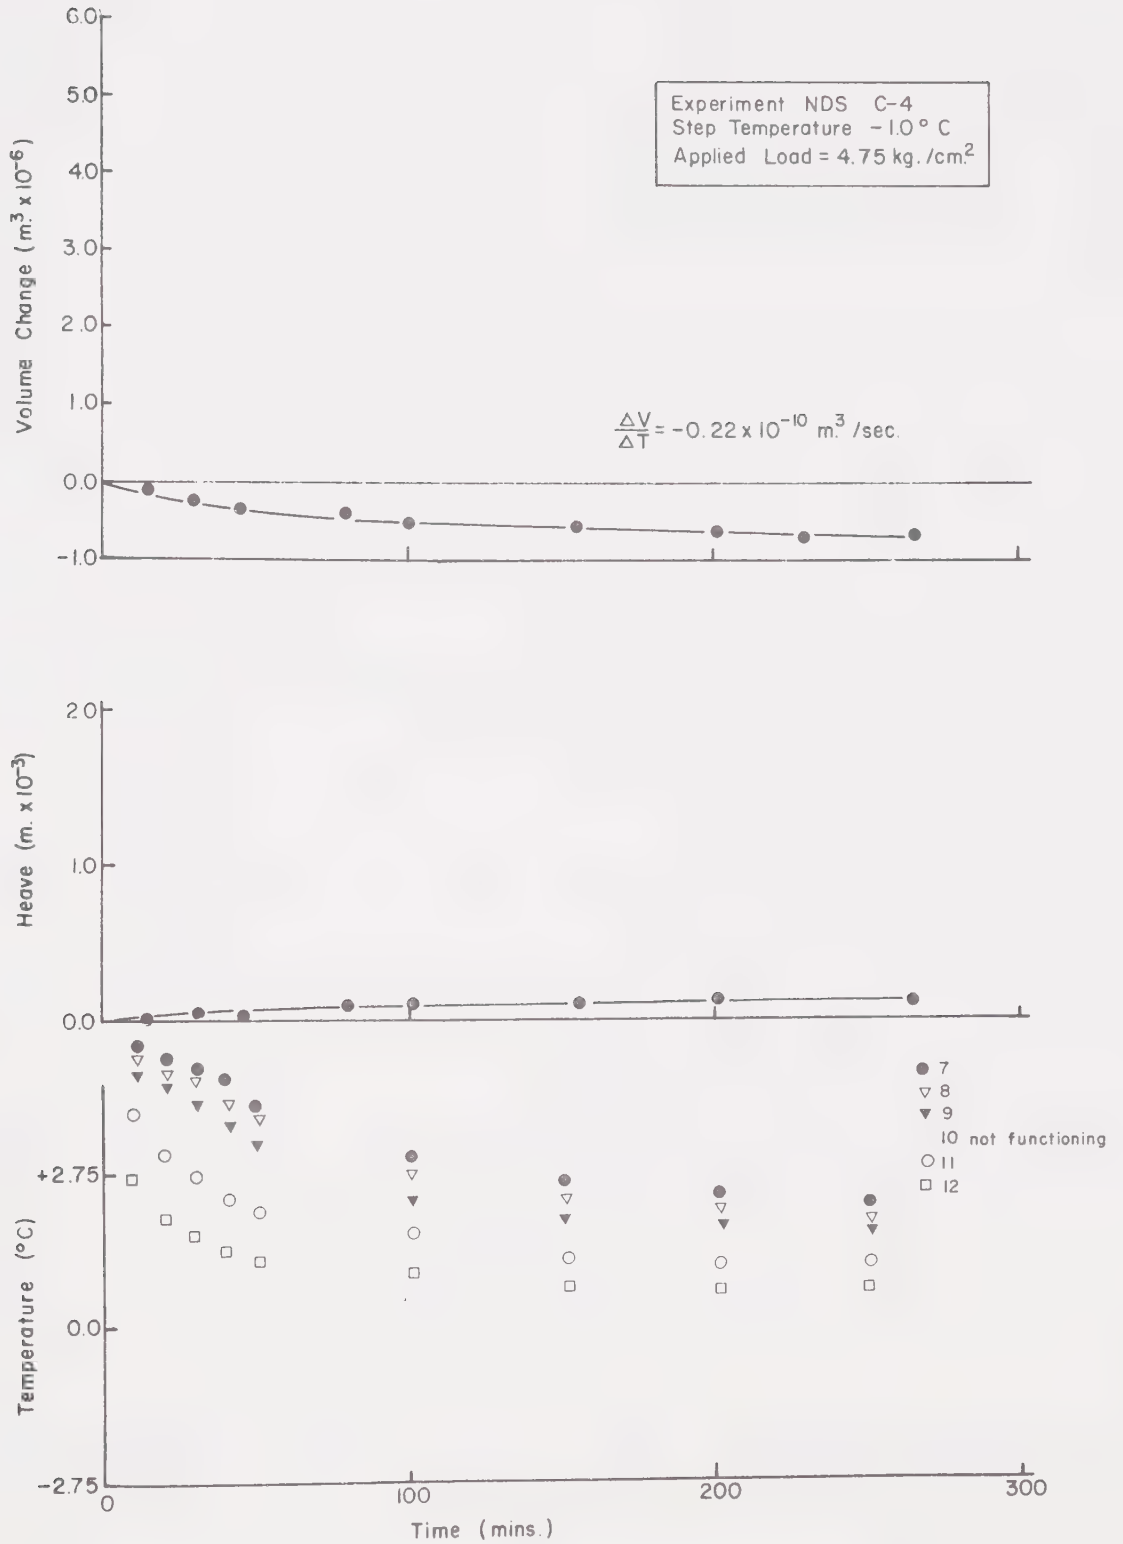 6.0
5.0
4.0
3.0
2.0
1.0
0.0
-1.0
Volume Change (m.³ x 10⁻⁶)
Experiment NDS C-4
Step Temperature -1.0° C
Applied Load = 4.75 kg./cm.²
ΔV/ΔT = -0.22 x 10⁻¹⁰ m.³/sec.
2.0
1.0
0.0
Heave (m. x 10⁻³)
7
8
9
10 not functioning
11
12
+2.75
0.0
-2.75
Temperature (°C)
0 100 200 300
Time (mins.)